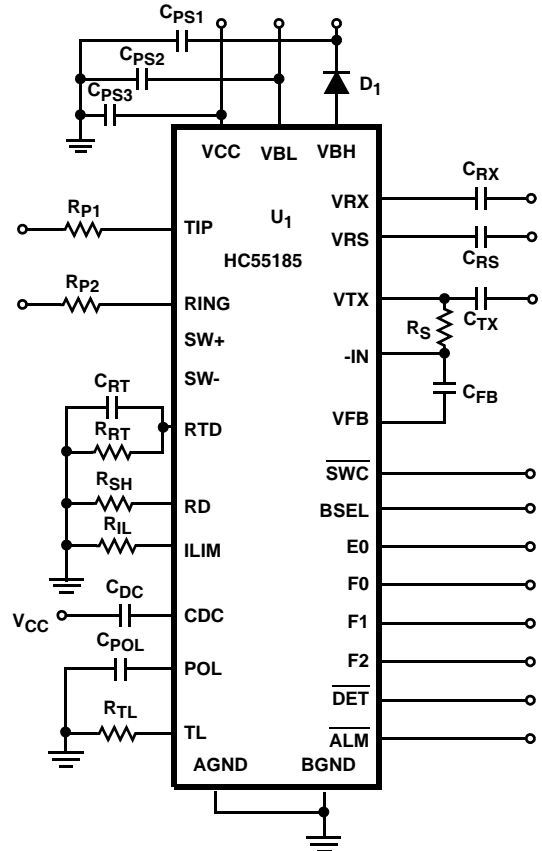 CPS1
CPS2
CPS3
D1
VCC VBL VBH
U1
HC55185
RP1
TIP
RP2
RING
SW+
SW-
CRT
RRT
RTD
RSH
RD
RIL
ILIM
CDC
VCC
CDC
CPOL
POL
RTL
TL
AGND BGND
VRX
CRX
VRS
CRS
VTX
CTX
RS
-IN
CFB
VFB
SWC
BSEL
E0
F0
F1
F2
DET
ALM